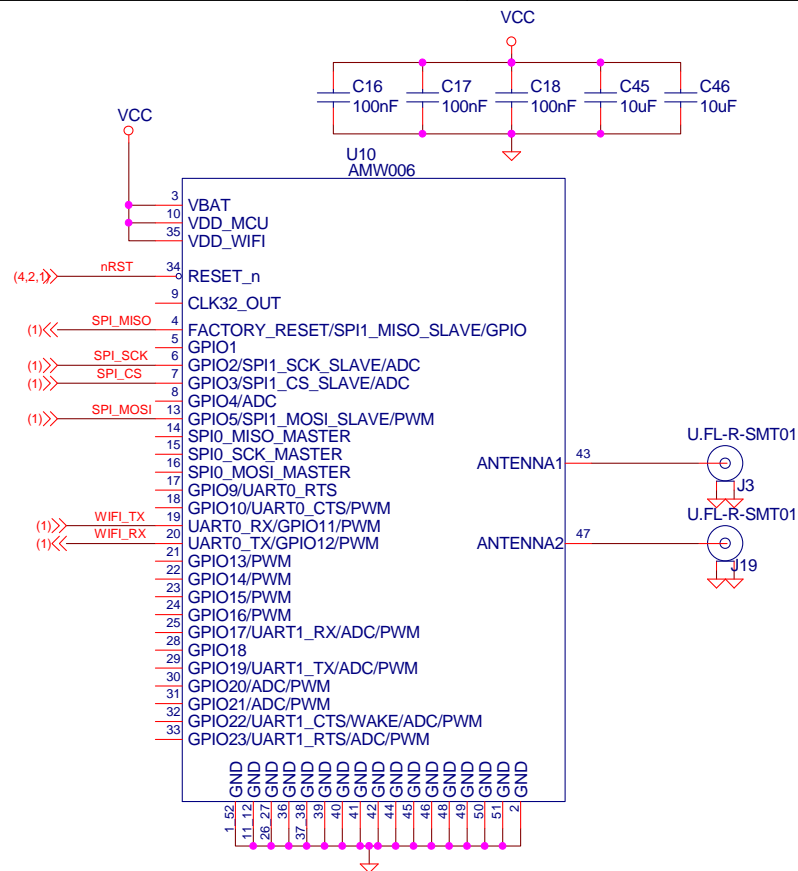 VCC
C16
100nF
C17
100nF
C18
100nF
C45
10uF
C46
10uF
VCC
U10
AMW006
3 VBAT
10 VDD_MCU
35 VDD_WIFI
(4,2,1) nRST 34 RESET_n
9 CLK32_OUT
(1) SPI_MISO 4 FACTORY_RESET/SPI1_MISO_SLAVE/GPIO
5 GPIO1
(1) SPI_SCK 6 GPIO2/SPI1_SCK_SLAVE/ADC
(1) SPI_CS 7 GPIO3/SPI1_CS_SLAVE/ADC
8 GPIO4/ADC
(1) SPI_MOSI 13 GPIO5/SPI1_MOSI_SLAVE/PWM
14 SPI0_MISO_MASTER
15 SPI0_SCK_MASTER
16 SPI0_MOSI_MASTER
17 GPIO9/UART0_RTS
18 GPIO10/UART0_CTS/PWM
(1) WIFI_TX 19 UART0_RX/GPIO11/PWM
(1) WIFI_RX 20 UART0_TX/GPIO12/PWM
21 GPIO13/PWM
22 GPIO14/PWM
23 GPIO15/PWM
24 GPIO16/PWM
25 GPIO17/UART1_RX/ADC/PWM
28 GPIO18
29 GPIO19/UART1_TX/ADC/PWM
30 GPIO20/ADC/PWM
31 GPIO21/ADC/PWM
32 GPIO22/UART1_CTS/WAKE/ADC/PWM
33 GPIO23/UART1_RTS/ADC/PWM
ANTENNA1 43
U.FL-R-SMT01
J3
ANTENNA2 47
U.FL-R-SMT01
J19
GND 1_52
GND 11_12
GND 26_27
GND 36
GND 37_38
GND 39
GND 40
GND 41
GND 42
GND 44
GND 45
GND 46
GND 48
GND 49
GND 50
GND 51
GND 2